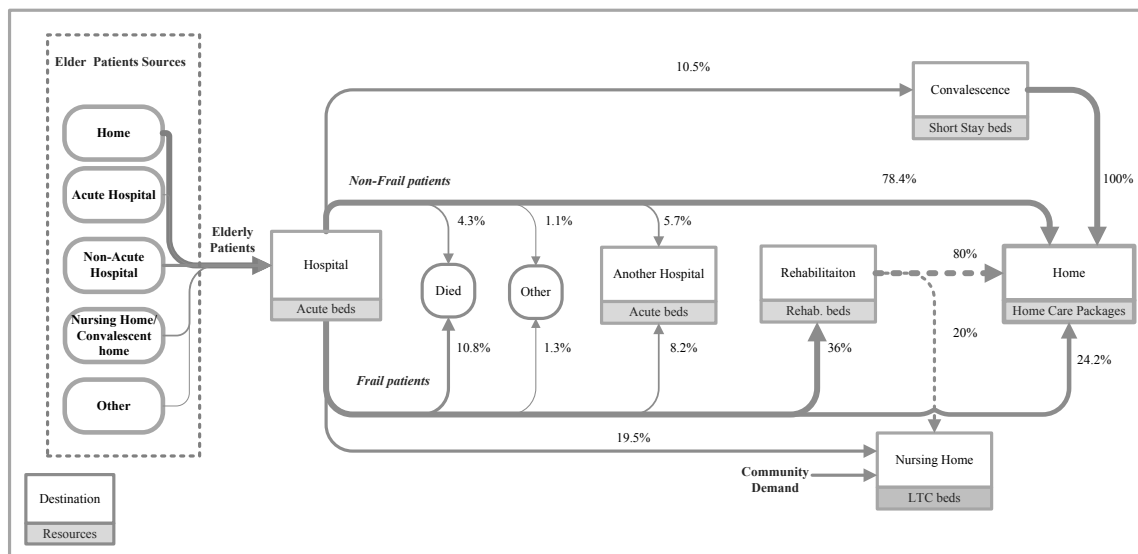 Elder Patients Sources
Home
Acute Hospital
Non-Acute
Hospital
Nursing Home/
Convalescent
home
Other
Elderly
Patients
Hospital
Acute beds
10.5%
Convalescence
Short Stay beds
100%
Non-Frail patients
78.4%
4.3%
1.1%
5.7%
Died
Other
Another Hospital
Acute beds
Rehabilitaiton
Rehab. beds
80%
20%
Home
Home Care Packages
10.8%
1.3%
8.2%
36%
24.2%
Frail patients
19.5%
Community
Demand
Nursing Home
LTC beds
Destination
Resources